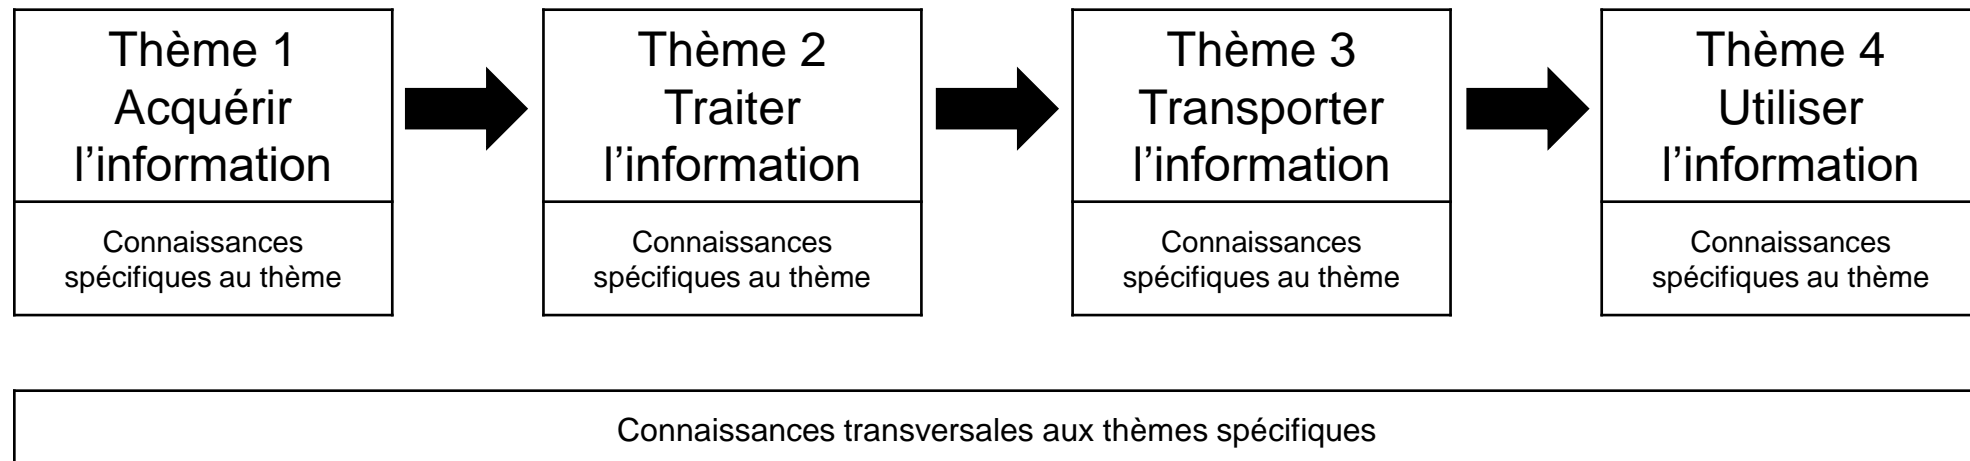 Thème 1
Acquérir
l’information
Connaissances
spécifiques au thème
Thème 2
Traiter
l’information
Connaissances
spécifiques au thème
Thème 3
Transporter
l’information
Connaissances
spécifiques au thème
Thème 4
Utiliser
l’information
Connaissances
spécifiques au thème
Connaissances transversales aux thèmes spécifiques